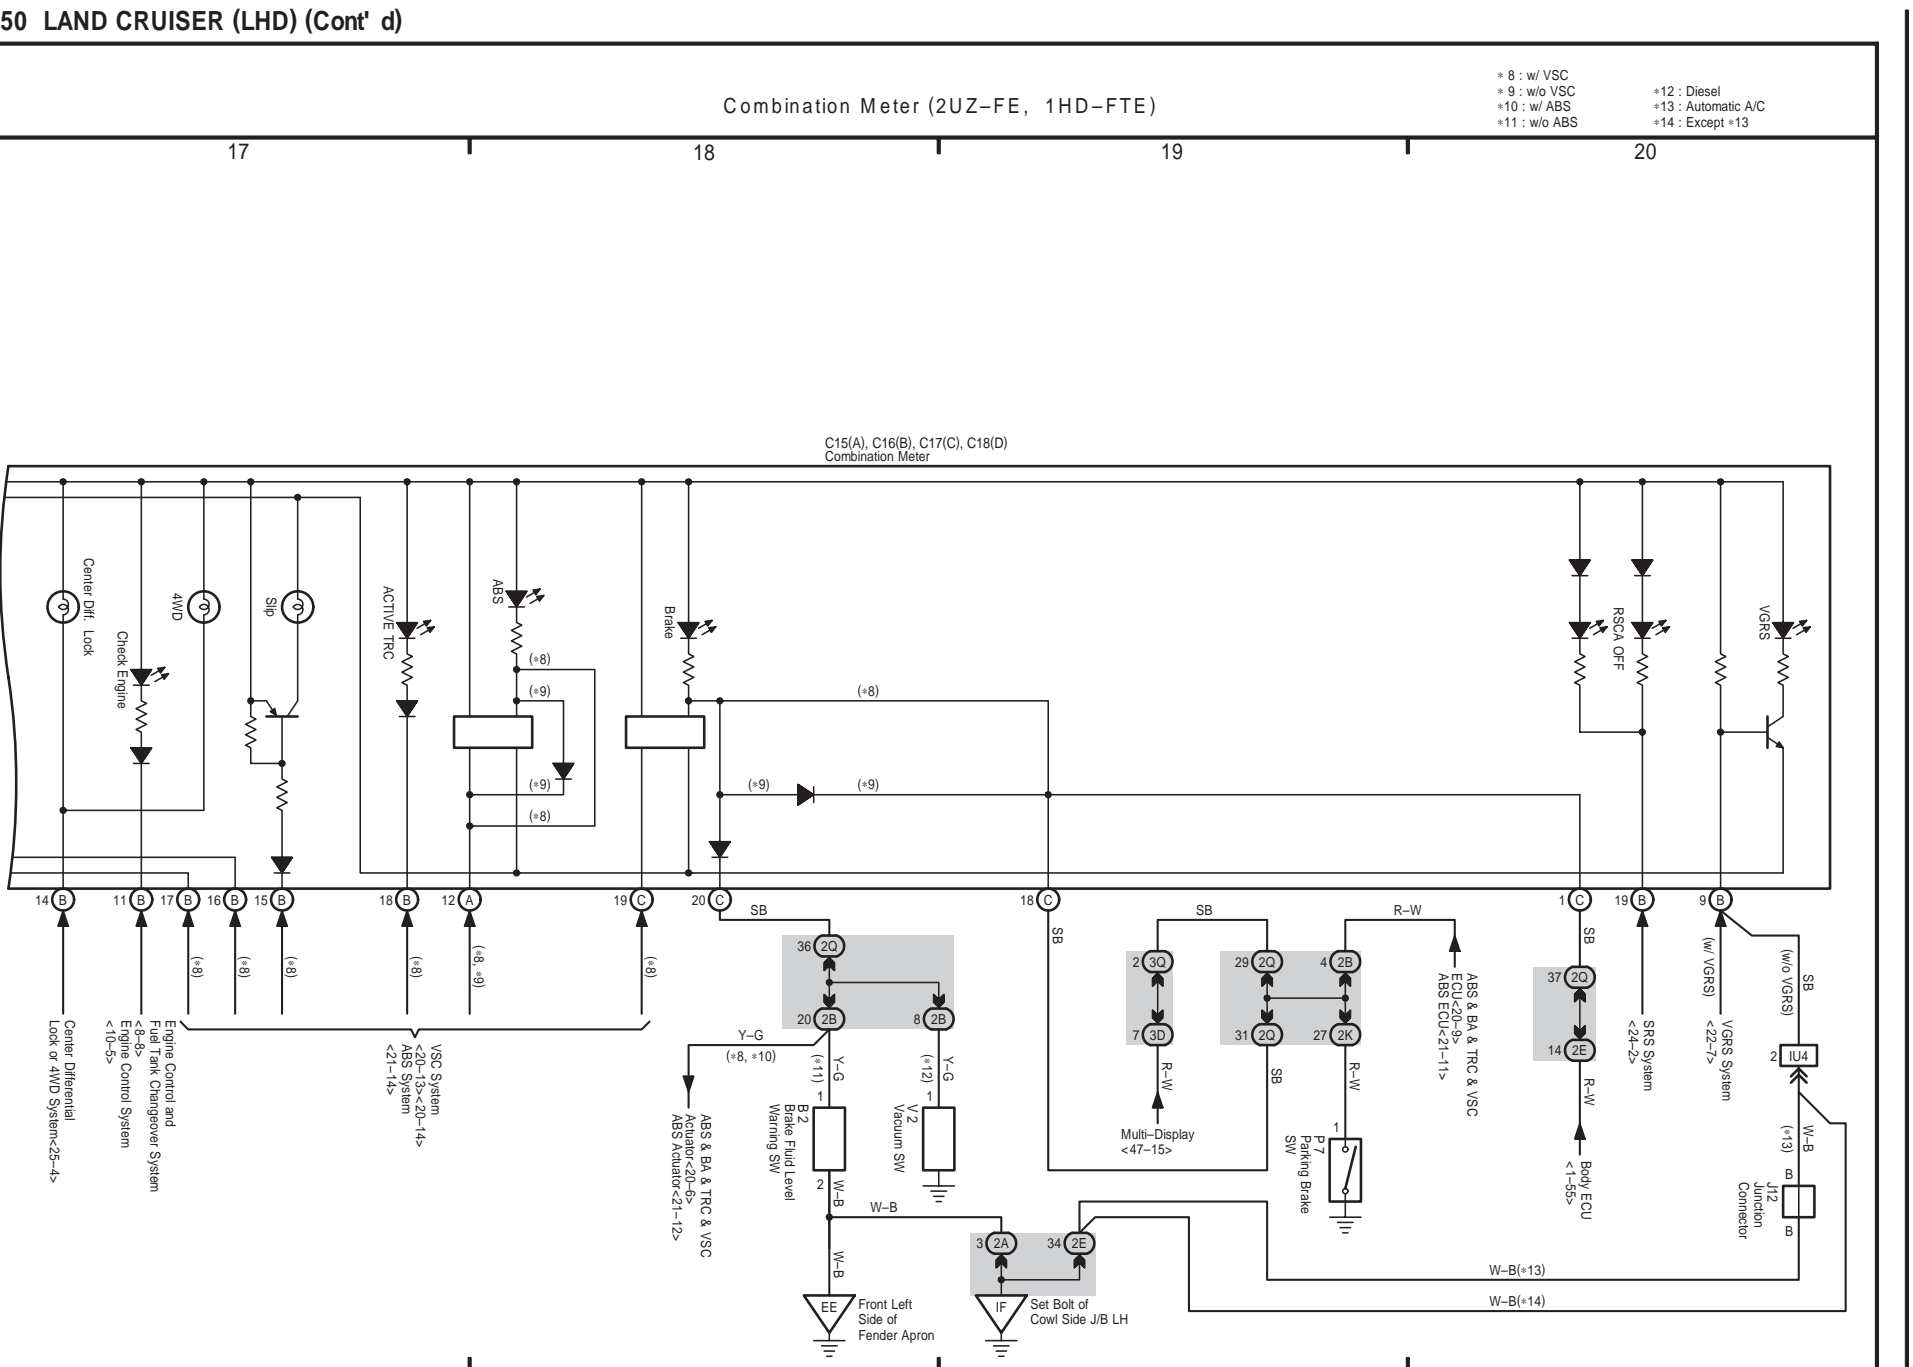 50 LAND CRUISER (LHD) (Cont' d)
Combination Meter (2UZ–FE, 1HD–FTE)
* 8 : w/ VSC
* 9 : w/o VSC
*10 : w/ ABS
*11 : w/o ABS
*12 : Diesel
*13 : Automatic A/C
*14 : Except *13
17
18
19
20
C15(A), C16(B), C17(C), C18(D)
Combination Meter
Center Diff. Lock
Check Engine
4WD
Slip
ACTIVE TRC
ABS
Brake
RSCA OFF
VGRS
(*8)
(*9)
(*9)
(*8)
(*8)
(*9)
(*9)
14 B
11 B
17 B
16 B
15 B
18 B
12 A
19 C
20 C
18 C
1 C
19 B
9 B
(*8)
(*8)
(*8)
(*8)
(*8, *9)
(*8)
Center Differential
Lock or 4WD System<25–4>
Engine Control and
Fuel Tank Changeover System
<8–8>
Engine Control System
<10–5>
VSC System
<20–13><20–14>
ABS System
<21–14>
SB
36 2Q
20 2B
8 2B
Y–G
(*8, *10)
Y–G
(*11)
Y–G
(*12)
ABS & BA & TRC & VSC
Actuator<20–6>
ABS Actuator<21–12>
1
B 2
Brake Fluid Level
Warning SW
2
1
V 2
Vacuum SW
W–B
W–B
W–B
EE
Front Left
Side of
Fender Apron
3 2A
34 2E
IF
Set Bolt of
Cowl Side J/B LH
SB
SB
2 3Q
7 3D
R–W
Multi–Display
<47–15>
29 2Q
31 2Q
SB
4 2B
27 2K
R–W
R–W
ABS & BA & TRC & VSC
ECU<20–9>
ABS ECU<21–11>
1
P 7
Parking Brake
SW
SB
37 2Q
14 2E
R–W
Body ECU
<1–55>
SRS System
<24–2>
(w/ VGRS)
VGRS System
<22–7>
SB
(w/o VGRS)
2 IU4
W–B
(*13)
B
J12
Junction
Connector
B
W–B(*13)
W–B(*14)